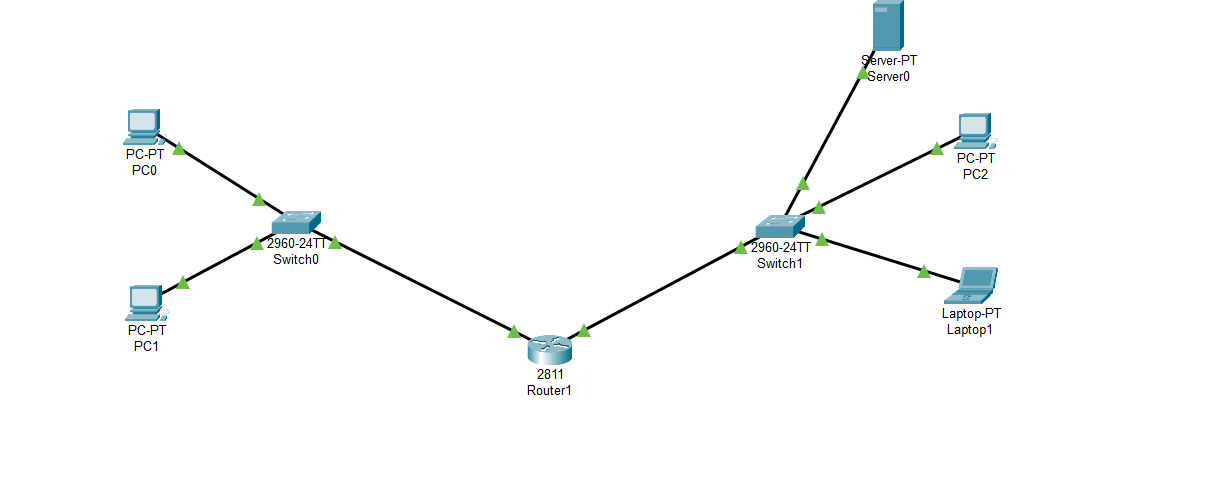 Server-PT
Server0
PC-PT
PC0
PC-PT
PC2
2960-24TT
Switch0
2960-24TT
Switch1
PC-PT
PC1
Laptop-PT
Laptop1
2811
Router1